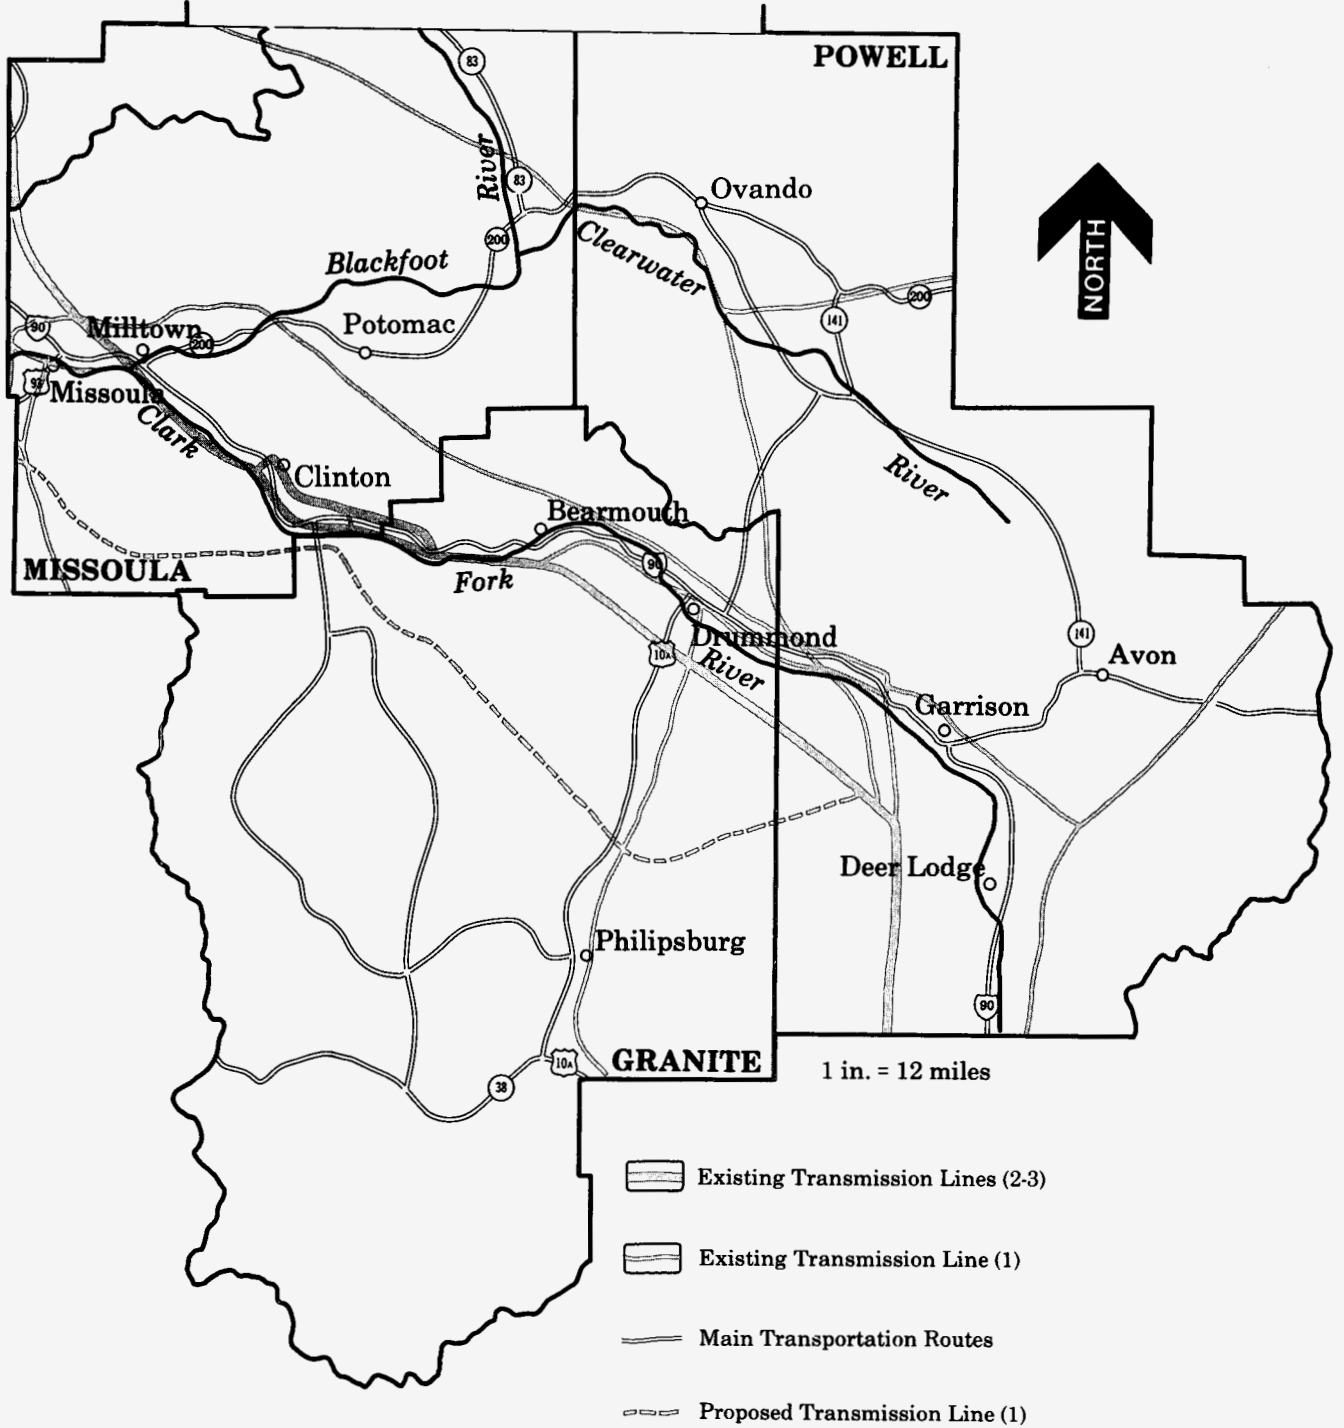 POWELL
83
River
83
Ovando
NORTH
200
Clearwater
Blackfoot
200
141
90
Milltown
200
Potomac
93
Missoula
Clark
River
Clinton
Bearmouth
MISSOULA
Fork
90
Drummond
10A
River
141
Avon
Garrison
Deer Lodge
Philipsburg
90
GRANITE
10A
38
1 in. = 12 miles
Existing Transmission Lines (2-3)
Existing Transmission Line (1)
Main Transportation Routes
Proposed Transmission Line (1)